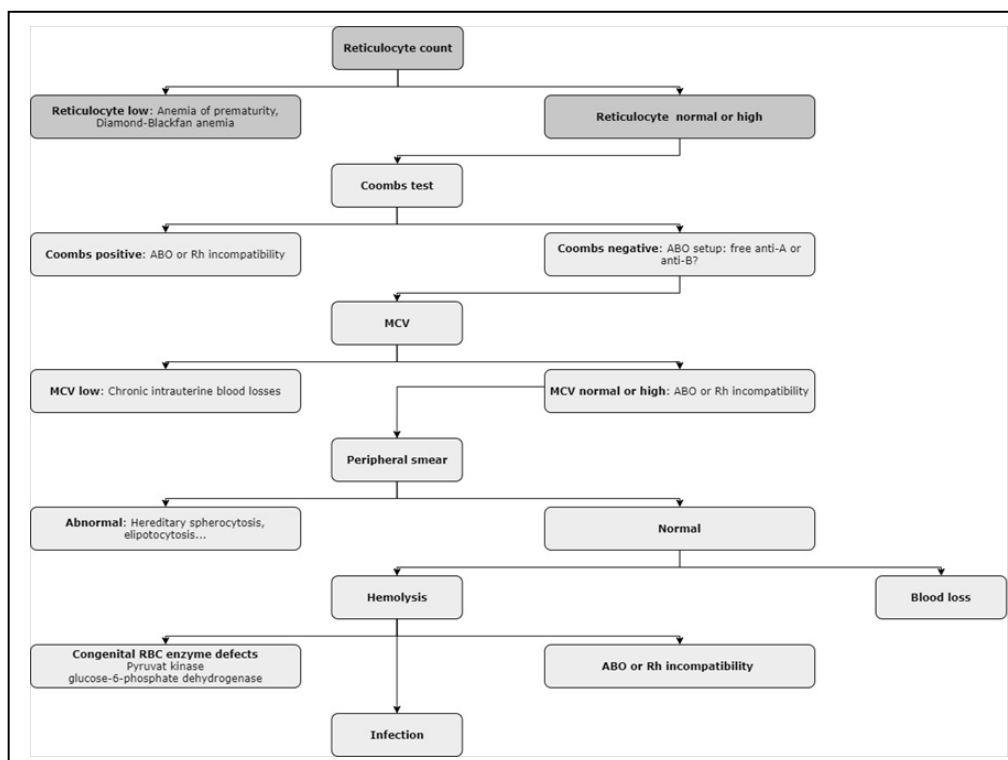 Reticulocyte count
Reticulocyte low: Anemia of prematurity,
Diamond-Blackfan anemia
Reticulocyte normal or high
Coombs test
Coombs positive: ABO or Rh incompatibility
Coombs negative: ABO setup: free anti-A or
anti-B?
MCV
MCV low: Chronic intrauterine blood losses
MCV normal or high: ABO or Rh incompatibility
Peripheral smear
Abnormal: Hereditary spherocytosis,
elipotocytosis...
Normal
Hemolysis
Blood loss
Congenital RBC enzyme defects
Pyruvat kinase
glucose-6-phosphate dehydrogenase
ABO or Rh incompatibility
Infection